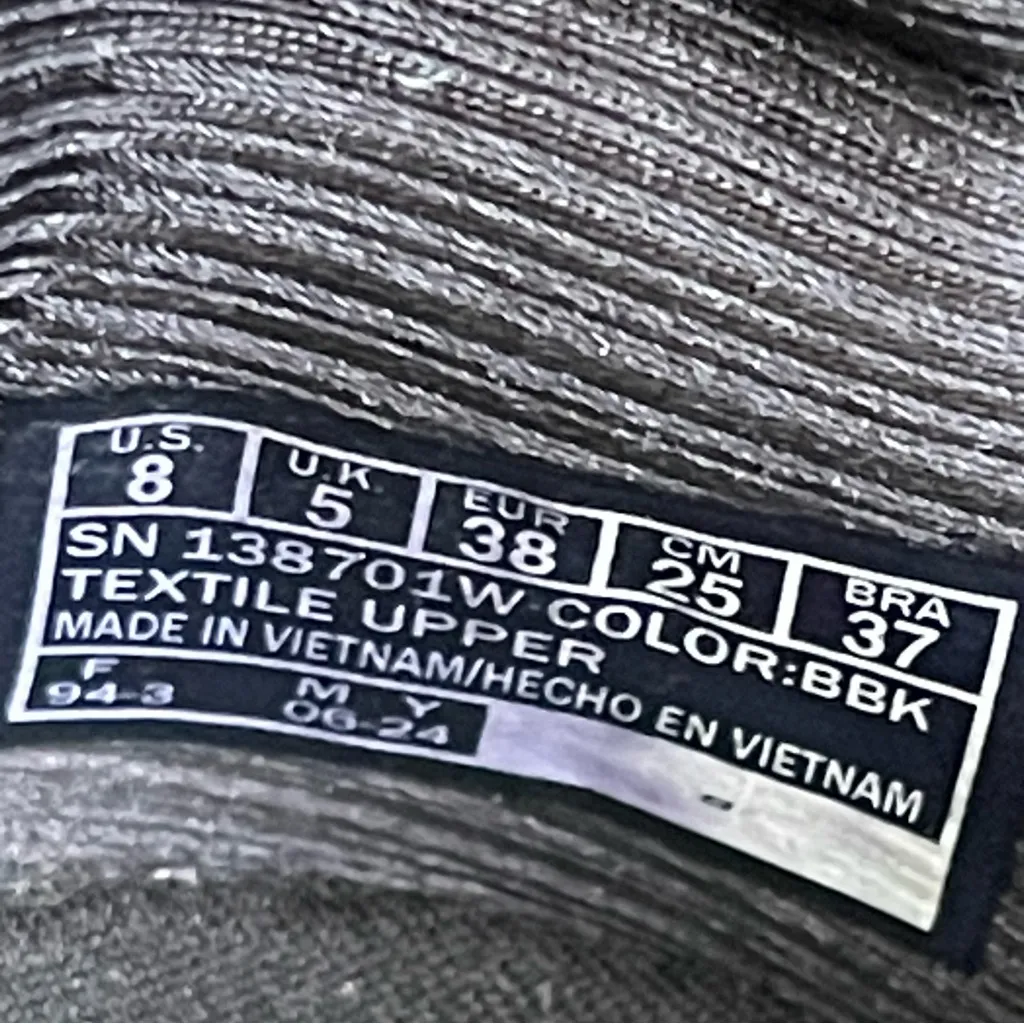 U.S. U.K EUR CM BRA
8 5 38 25 37
SN 138701W COLOR:BBK
TEXTILE UPPER
MADE IN VIETNAM/HECHO EN VIETNAM
F M Y
94-3 06-24